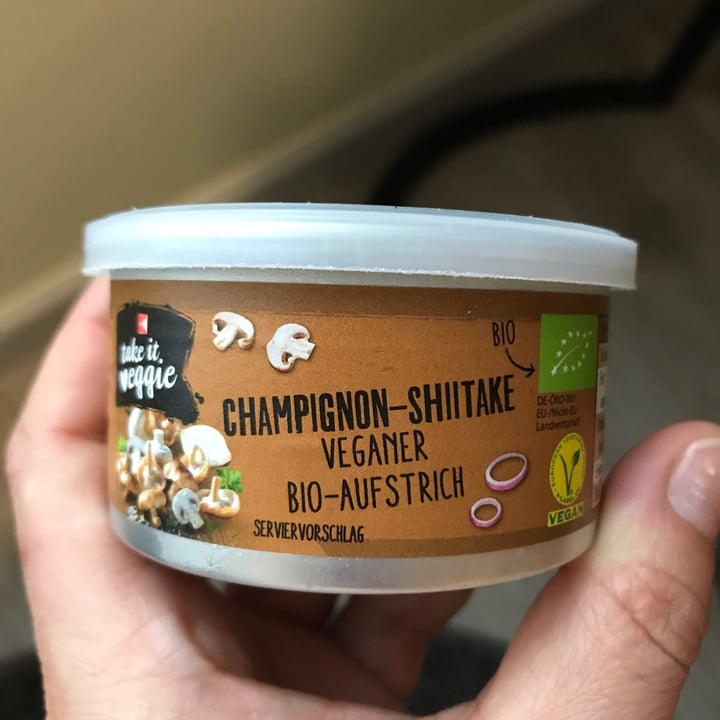 take it
veggie
CHAMPIGNON-SHIITAKE
VEGANER
BIO-AUFSTRICH
SERVIERVORSCHLAG
BIO
DE-ÖKO-001
EU-/Nicht-EU-
Landwirtschaft
VEGAN